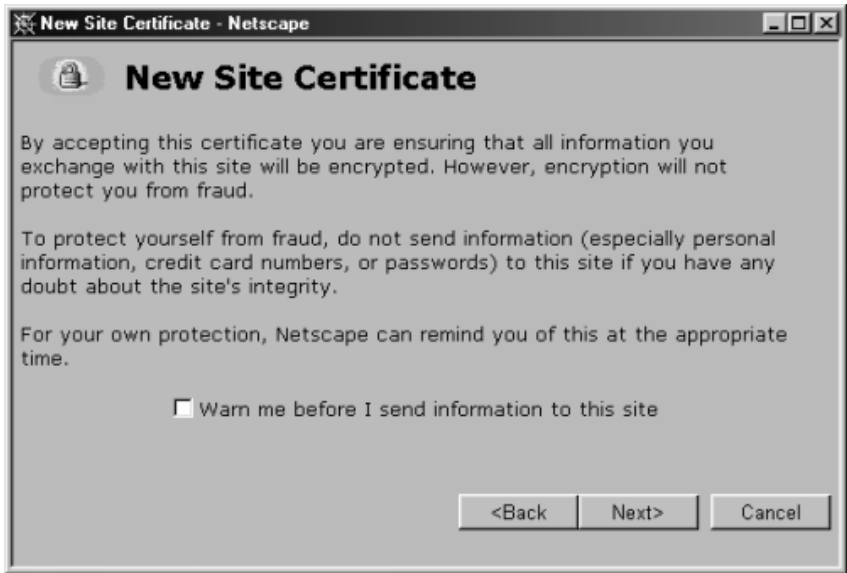 New Site Certificate - Netscape
New Site Certificate
By accepting this certificate you are ensuring that all information you
exchange with this site will be encrypted. However, encryption will not
protect you from fraud.
To protect yourself from fraud, do not send information (especially personal
information, credit card numbers, or passwords) to this site if you have any
doubt about the site's integrity.
For your own protection, Netscape can remind you of this at the appropriate
time.
Warn me before I send information to this site
<Back Next> Cancel